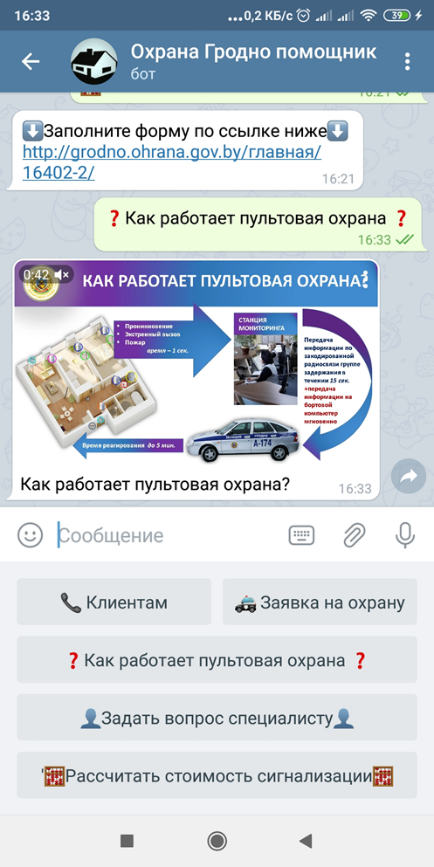 16:33
...0,2 КБ/с
39
Охрана Гродно помощник
бот
16:21
⬇️Заполните форму по ссылке ниже⬇️
http://grodno.ohrana.gov.by/главная/
16402-2/
16:21
❓Как работает пультовая охрана ❓
16:33
0:42
КАК РАБОТАЕТ ПУЛЬТОВАЯ ОХРАНА?
• Проникновение
• Экстренный вызов
• Пожар
время – 1 сек.
СТАНЦИЯ
МОНИТОРИНГА
Передача
информации по
закодированной
радиосвязи группе
задержания в
течении 15 сек.
+передача
информации на
бортовой
компьютер
мгновенно
Время реагирования до 5 мин.
А-174
Как работает пультовая охрана?
16:33
Сообщение
📞 Клиентам
🚓 Заявка на охрану
❓Как работает пультовая охрана ❓
👤Задать вопрос специалисту👤
'🧮Рассчитать стоимость сигнализации🧮